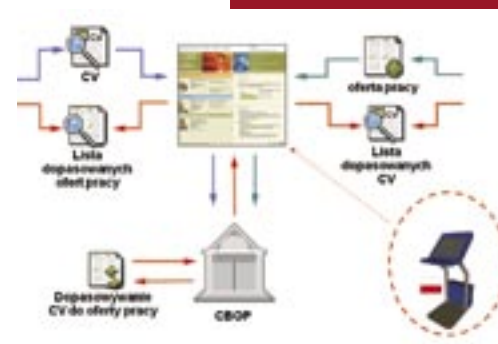 CV
Lista
dopasowanych
ofert pracy
oferta pracy
Lista
dopasowanych
CV
Dopasowywanie
CV do oferty pracy
CBOP